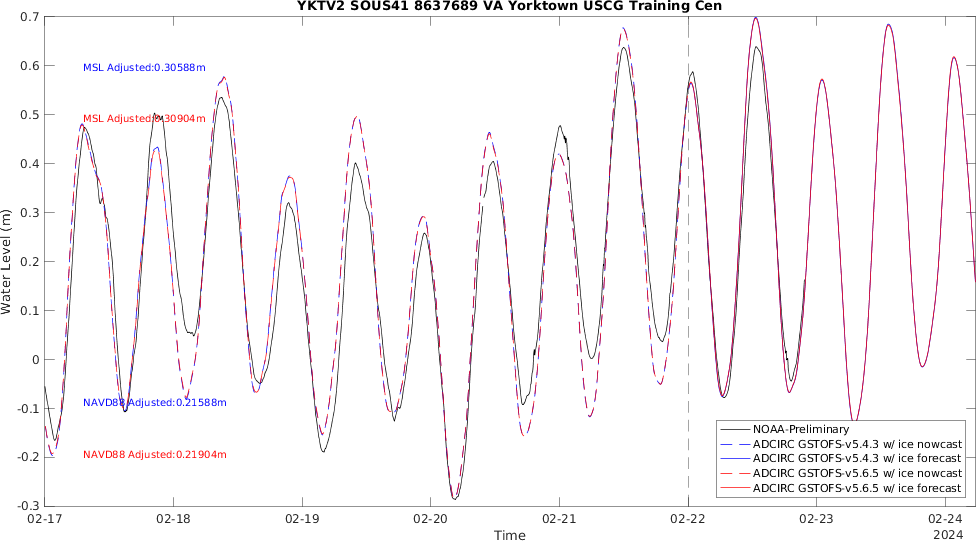 YKTV2 SOUS41 8637689 VA Yorktown USCG Training Cen
0.7
0.6
0.5
0.4
0.3
0.2
0.1
0
-0.1
-0.2
-0.3
Water Level (m)
MSL Adjusted:0.30588m
MSL Adjusted:0.30904m
NAVD88 Adjusted:0.21588m
NAVD88 Adjusted:0.21904m
NOAA-Preliminary
ADCIRC GSTOFS-v5.4.3 w/ ice nowcast
ADCIRC GSTOFS-v5.4.3 w/ ice forecast
ADCIRC GSTOFS-v5.6.5 w/ ice nowcast
ADCIRC GSTOFS-v5.6.5 w/ ice forecast
02-17 02-18 02-19 02-20 02-21 02-22 02-23 02-24
Time
2024